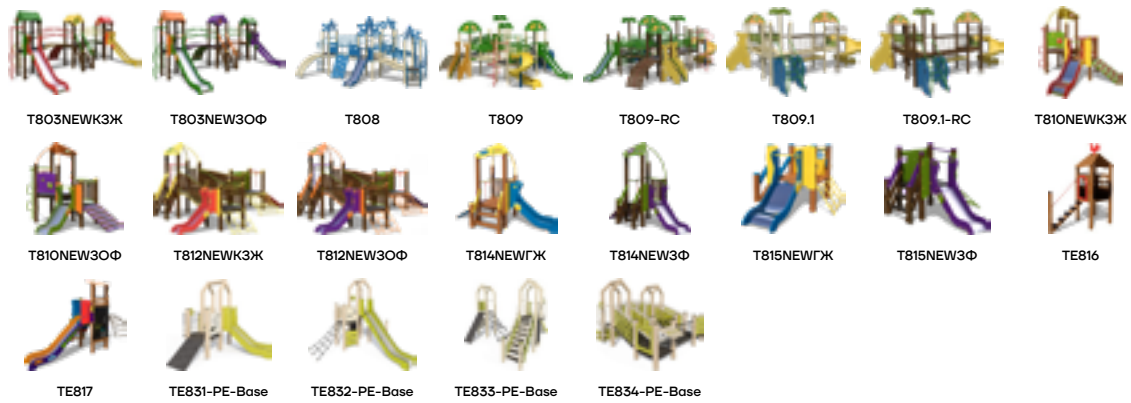 T803NEWКЗЖ T803NEWЗОФ T808 T809 T809-RC T809.1 T809.1-RC T810NEWКЗЖ
T810NEWЗОФ T812NEWКЗЖ T812NEWЗОФ T814NEWГЖ T814NEWЗФ T815NEWГЖ T815NEWЗФ TE816
TE817 TE831-PE-Base TE832-PE-Base TE833-PE-Base TE834-PE-Base